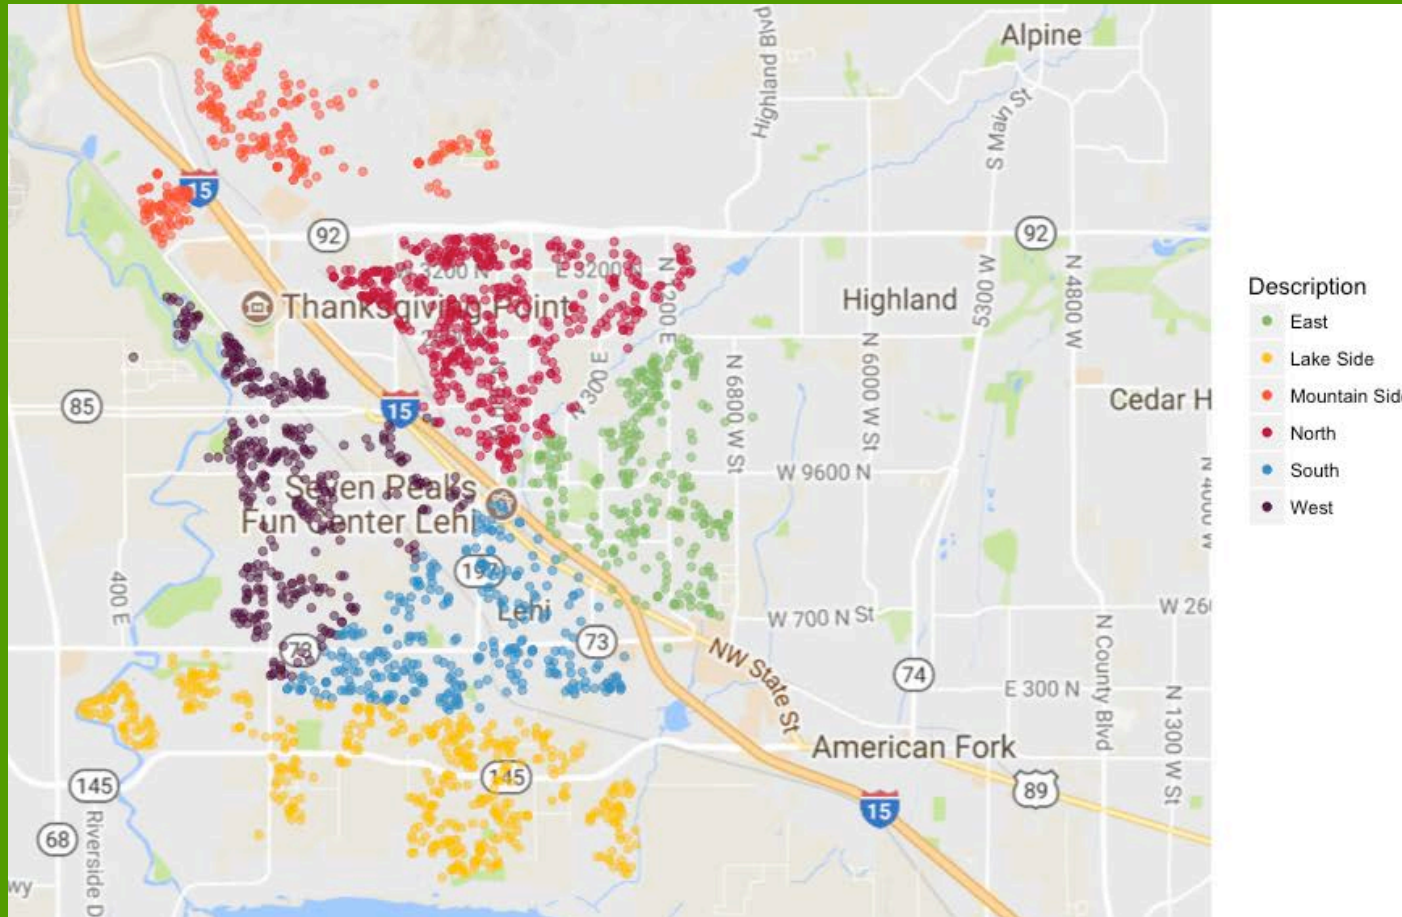 Alpine
Highland Blvd
S Main St
15
92
92
W 3200 N
E 3200 N
Thanksgiving Point
Highland
5300 W
N 4800 W
N 300 E
N 6800 W St
N 6000 W St
85
15
Cedar H
Seven Peaks
Fun Center Lehi
W 9600 N
197
400 E
Lehi
W 700 N St
W 260
73
73
NW State St
74
E 300 N
N County Blvd
N 1300 W St
American Fork
145
145
89
15
68
Riverside D
wy
Description
East
Lake Side
Mountain Sid
North
South
West